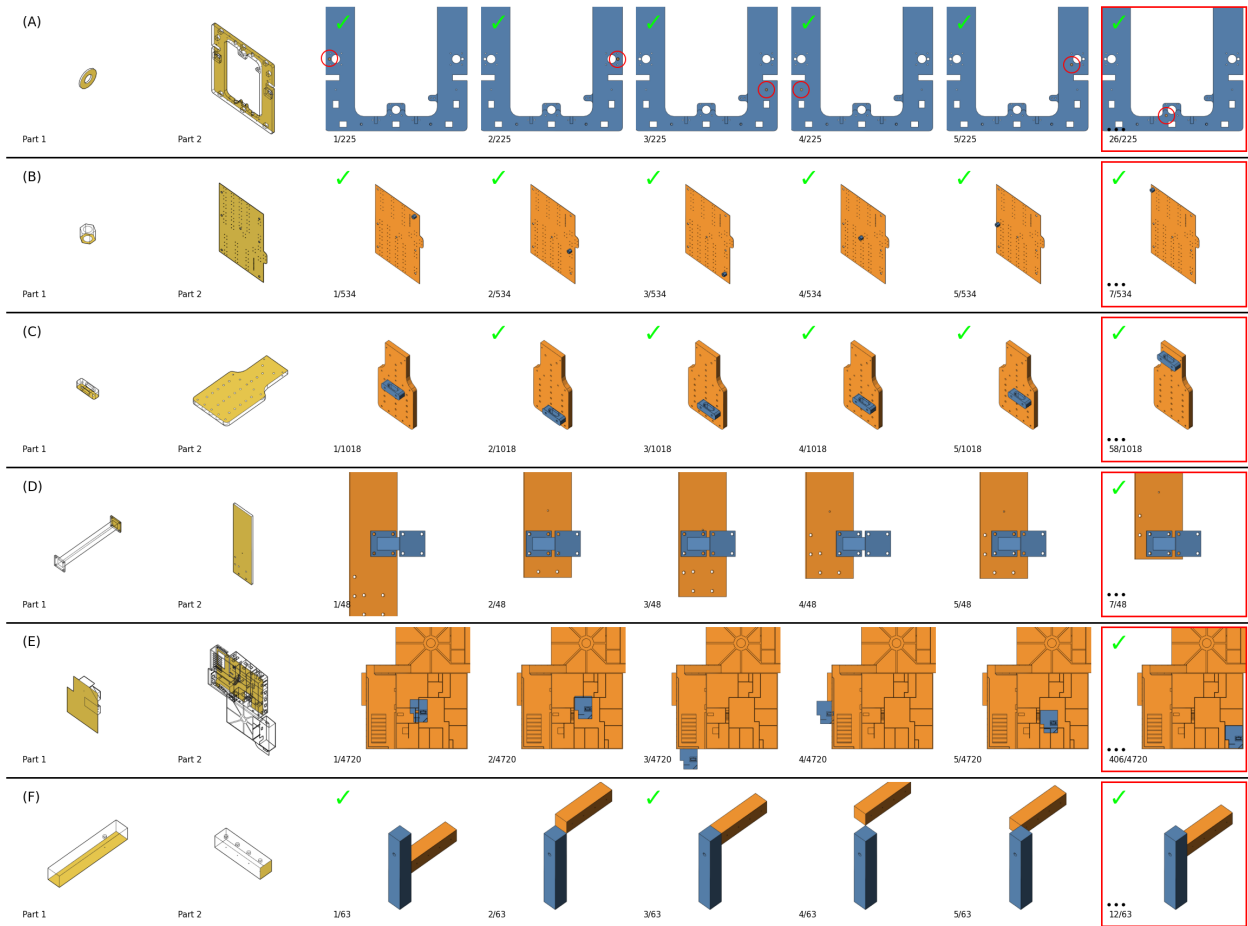 (A)
Part 1 Part 2 1/225 2/225 3/225 4/225 5/225 26/225
(B)
Part 1 Part 2 1/534 2/534 3/534 4/534 5/534 7/534
(C)
Part 1 Part 2 1/1018 2/1018 3/1018 4/1018 5/1018 58/1018
(D)
Part 1 Part 2 1/48 2/48 3/48 4/48 5/48 7/48
(E)
Part 1 Part 2 1/4720 2/4720 3/4720 4/4720 5/4720 406/4720
(F)
Part 1 Part 2 1/63 2/63 3/63 4/63 5/63 12/63